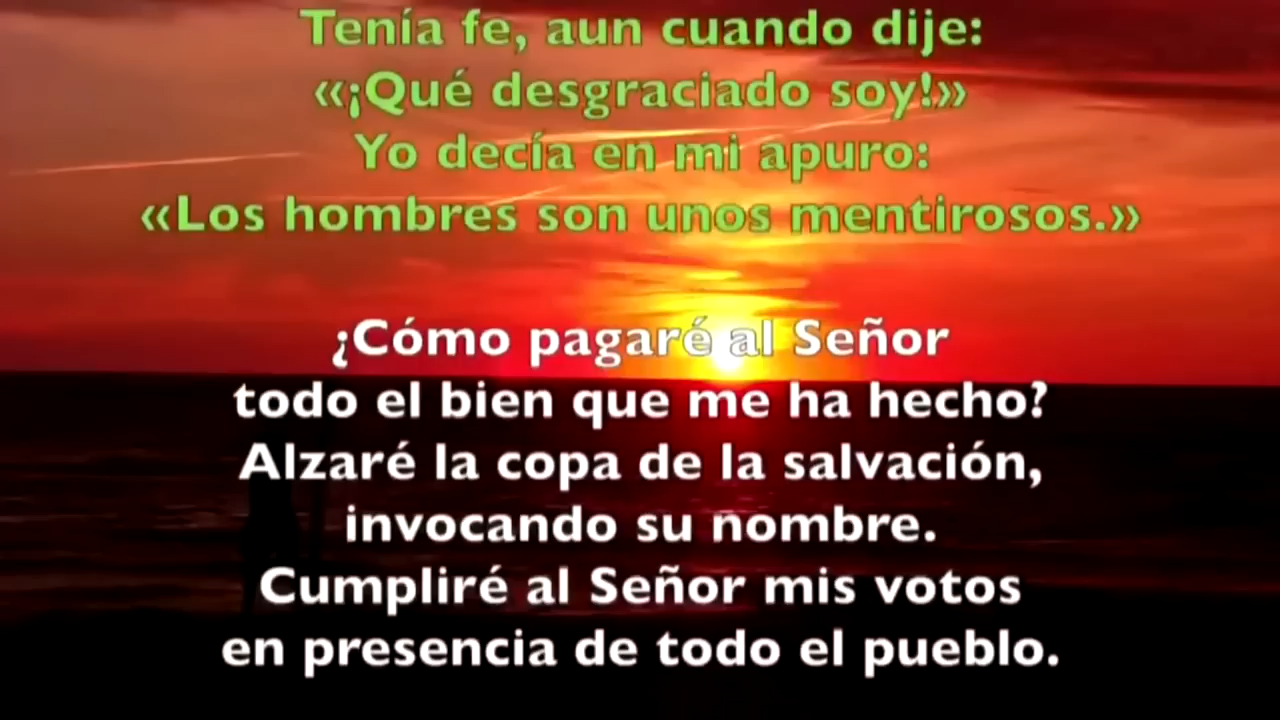 Tenía fe, aun cuando dije:
«¡Qué desgraciado soy!»
Yo decía en mi apuro:
«Los hombres son unos mentirosos.»
¿Cómo pagaré al Señor
todo el bien que me ha hecho?
Alzaré la copa de la salvación,
invocando su nombre.
Cumpliré al Señor mis votos
en presencia de todo el pueblo.